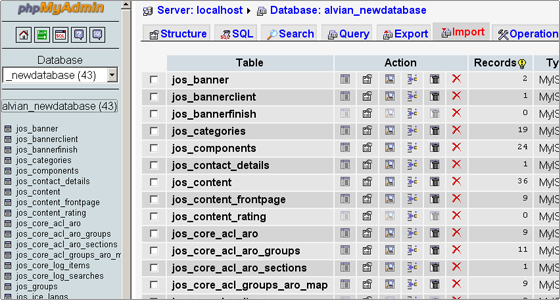 phpMyAdmin
Database
_newdatabase (43)
alvian_newdatabase (43)
jos_banner
jos_bannerclient
jos_bannerfinish
jos_categories
jos_components
jos_contact_details
jos_content
jos_content_frontpage
jos_content_rating
jos_core_acl_aro
jos_core_acl_aro_groups
jos_core_acl_aro_sections
jos_core_acl_groups_aro_m
jos_core_log_items
jos_core_log_searches
jos_groups
jos_ice_langs
Server: localhost Database: alvian_newdatabase
Structure SQL Search Query Export Import Operation
Table Action Records Ty
jos_banner 2 MyIS
jos_bannerclient 1 MyIS
jos_bannerfinish 0 MyIS
jos_categories 19 MyIS
jos_components 24 MyIS
jos_contact_details 1 MyIS
jos_content 36 MyIS
jos_content_frontpage 9 MyIS
jos_content_rating 0 MyIS
jos_core_acl_aro 9 MyIS
jos_core_acl_aro_groups 11 MyIS
jos_core_acl_aro_sections 1 MyIS
jos_core_acl_groups_aro_map 9 MyIS